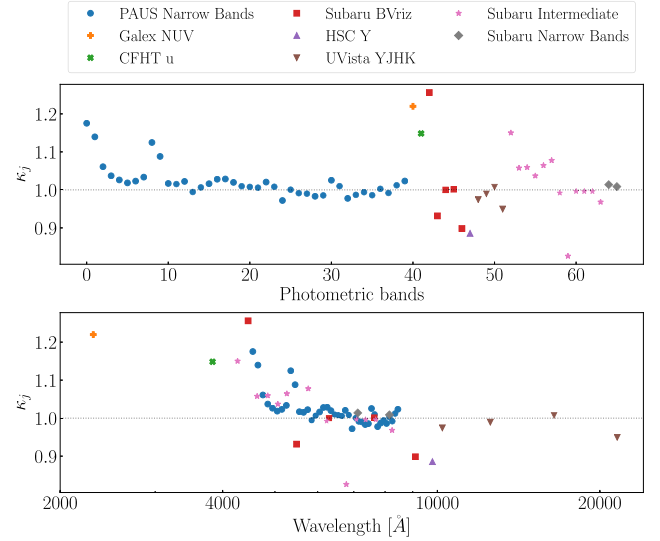 PAUS Narrow Bands Subaru BVriz Subaru Intermediate
Galex NUV HSC Y Subaru Narrow Bands
CFHT u UVista YJHK
1.2
1.1
1.0
0.9
κj
0 10 20 30 40 50 60
Photometric bands
1.2
1.1
1.0
0.9
κj
2000 4000 10000 20000
Wavelength [Å]